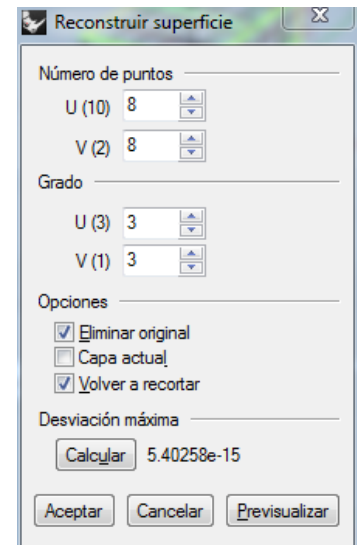 Reconstruir superficie
Número de puntos
U (10) 8
V (2) 8
Grado
U (3) 3
V (1) 3
Opciones
Eliminar original
Capa actual
Volver a recortar
Desviación máxima
Calcular 5.40258e-15
Aceptar Cancelar Previsualizar